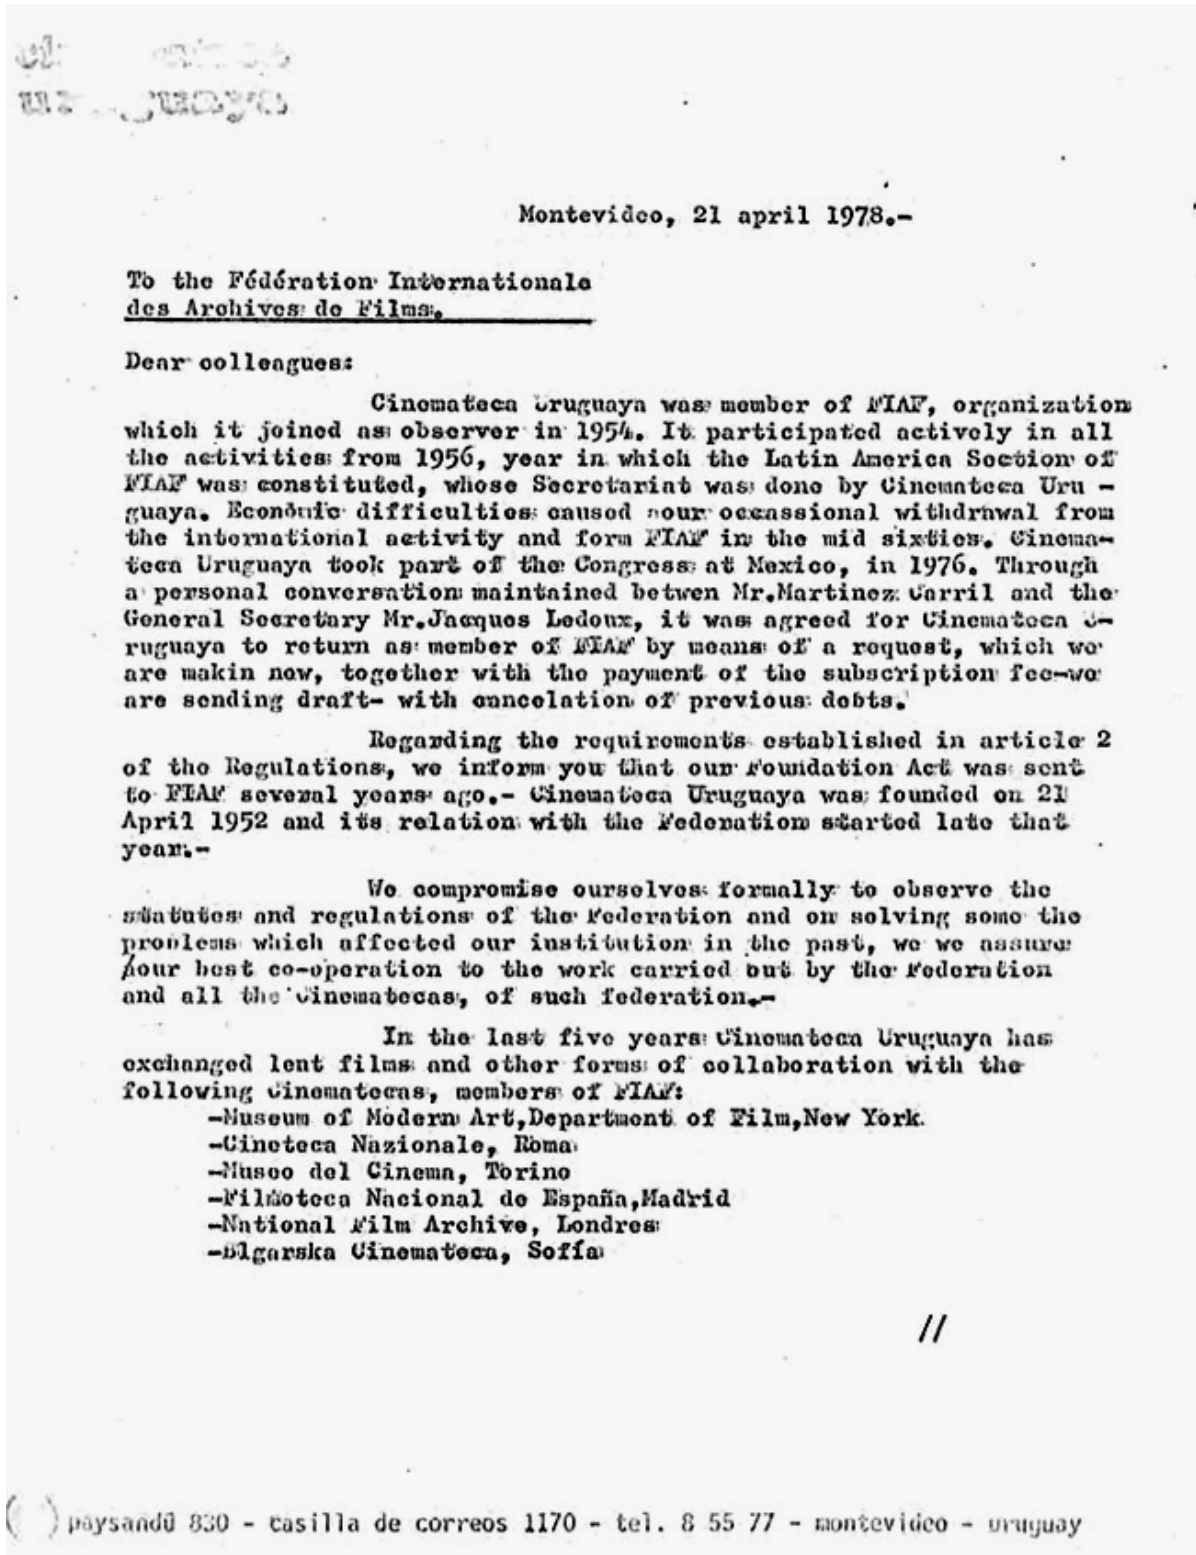 Montevideo, 21 april 1978.-
To the Fédération Internationale
des Archives de Films.
Dear colleagues:
Cinemateca Uruguaya was member of FIAF, organization
which it joined as observer in 1954. It participated actively in all
the activities from 1956, year in which the Latin America Section of
FIAF was constituted, whose Secretariat was done by Cinemateca Uru -
guaya. Económic difficulties caused our occassional withdrawal from
the international activity and form FIAF in the mid sixties. Cinema-
teca Uruguaya took part of the Congress at Mexico, in 1976. Through
a personal conversation maintained betwen Mr.Martinez Carril and the
General Secretary Mr.Jacques Ledoux, it was agreed for Cinemateca U-
ruguaya to return as member of FIAF by means of a request, which we
are makin now, together with the payment of the subscription fee-we
are sending draft- with cancelation of previous debts.
Regarding the requirements established in article 2
of the Regulations, we inform you that our Foundation Act was sent
to FIAF several years ago.- Cinemateca Uruguaya was founded on 21
April 1952 and its relation with the Federation started late that
year.-
We compromise ourselves formally to observe the
statutes and regulations of the Federation and on solving some the
problems which affected our institution in the past, we we assure
our best co-operation to the work carried out by the Federation
and all the Cinematecas, of such federation.-
In the last five years Cinemateca Uruguaya has
exchanged lent films and other forms of collaboration with the
following Cinematecas, members of FIAF:
-Museum of Modern Art,Department of Film,New York.
-Cineteca Nazionale, Roma
-Museo del Cinema, Torino
-Filmoteca Nacional de España,Madrid
-National Film Archive, Londres
-Blgarska Cinemateca, Sofía
//
paysandú 830 - casilla de correos 1170 - tel. 8 55 77 - montevideo - uruguay